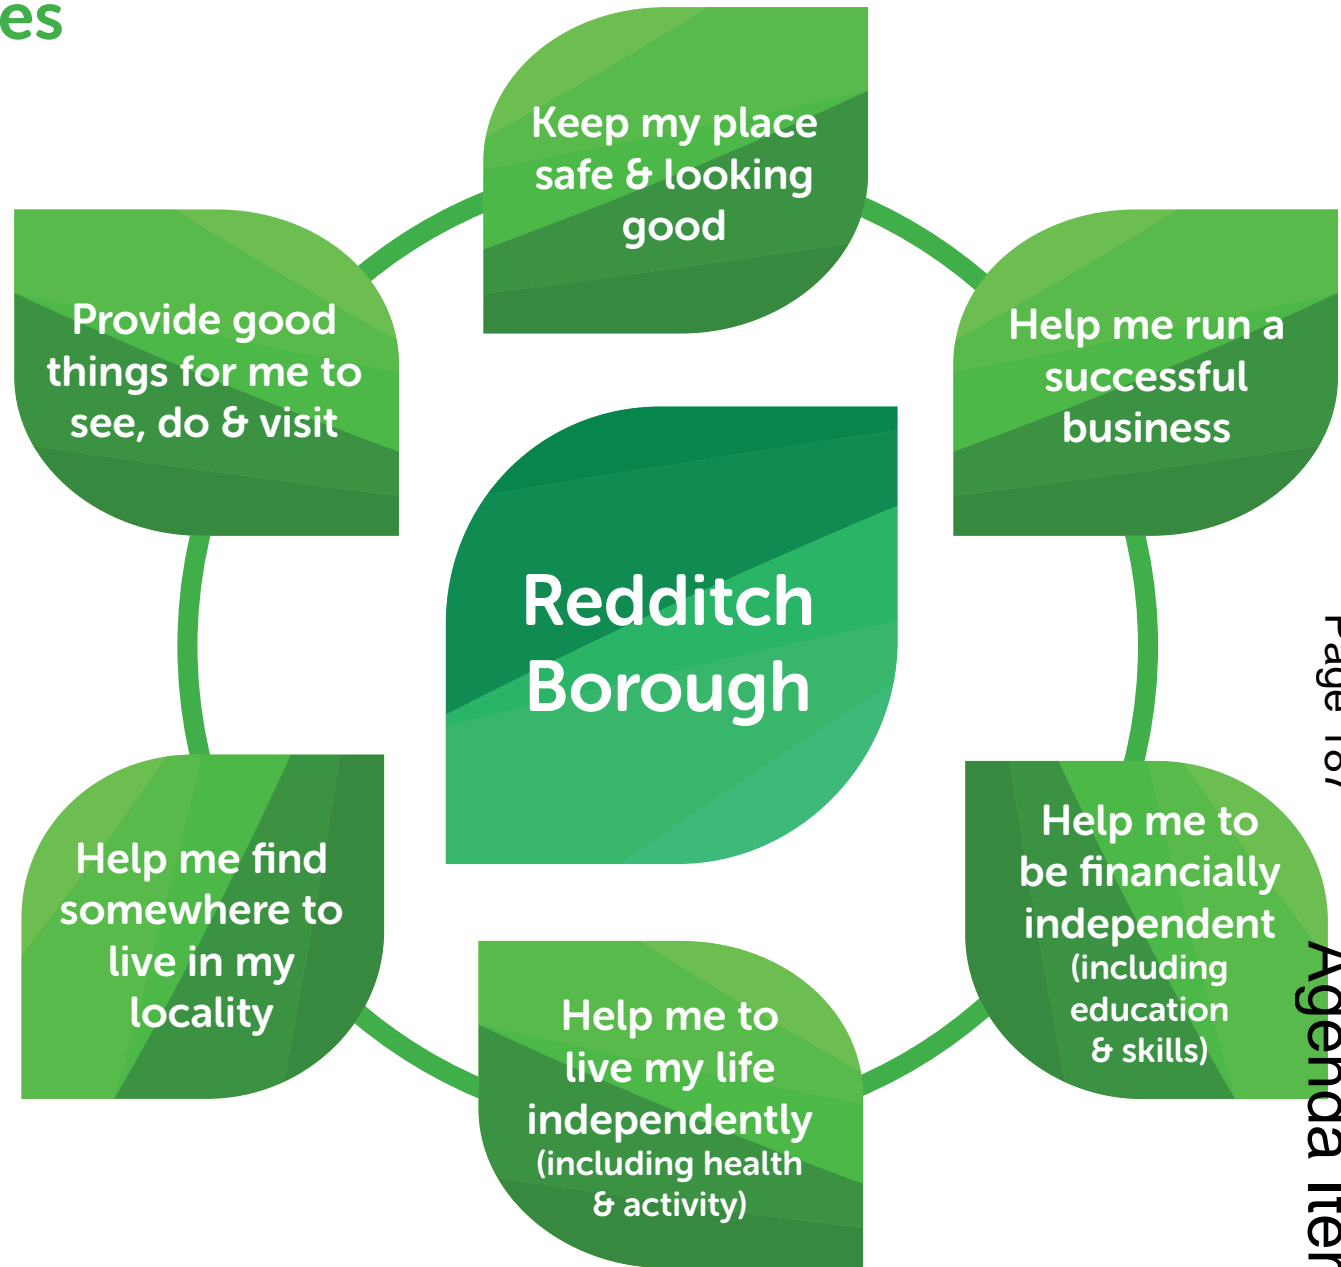 es
Keep my place
safe & looking
good
Provide good
things for me to
see, do & visit
Help me run a
successful
business
Redditch
Borough
Help me find
somewhere to
live in my
locality
Help me to
be financially
independent
(including
education
& skills)
Help me to
live my life
independently
(including health
& activity)
Page 187
Agenda Iter